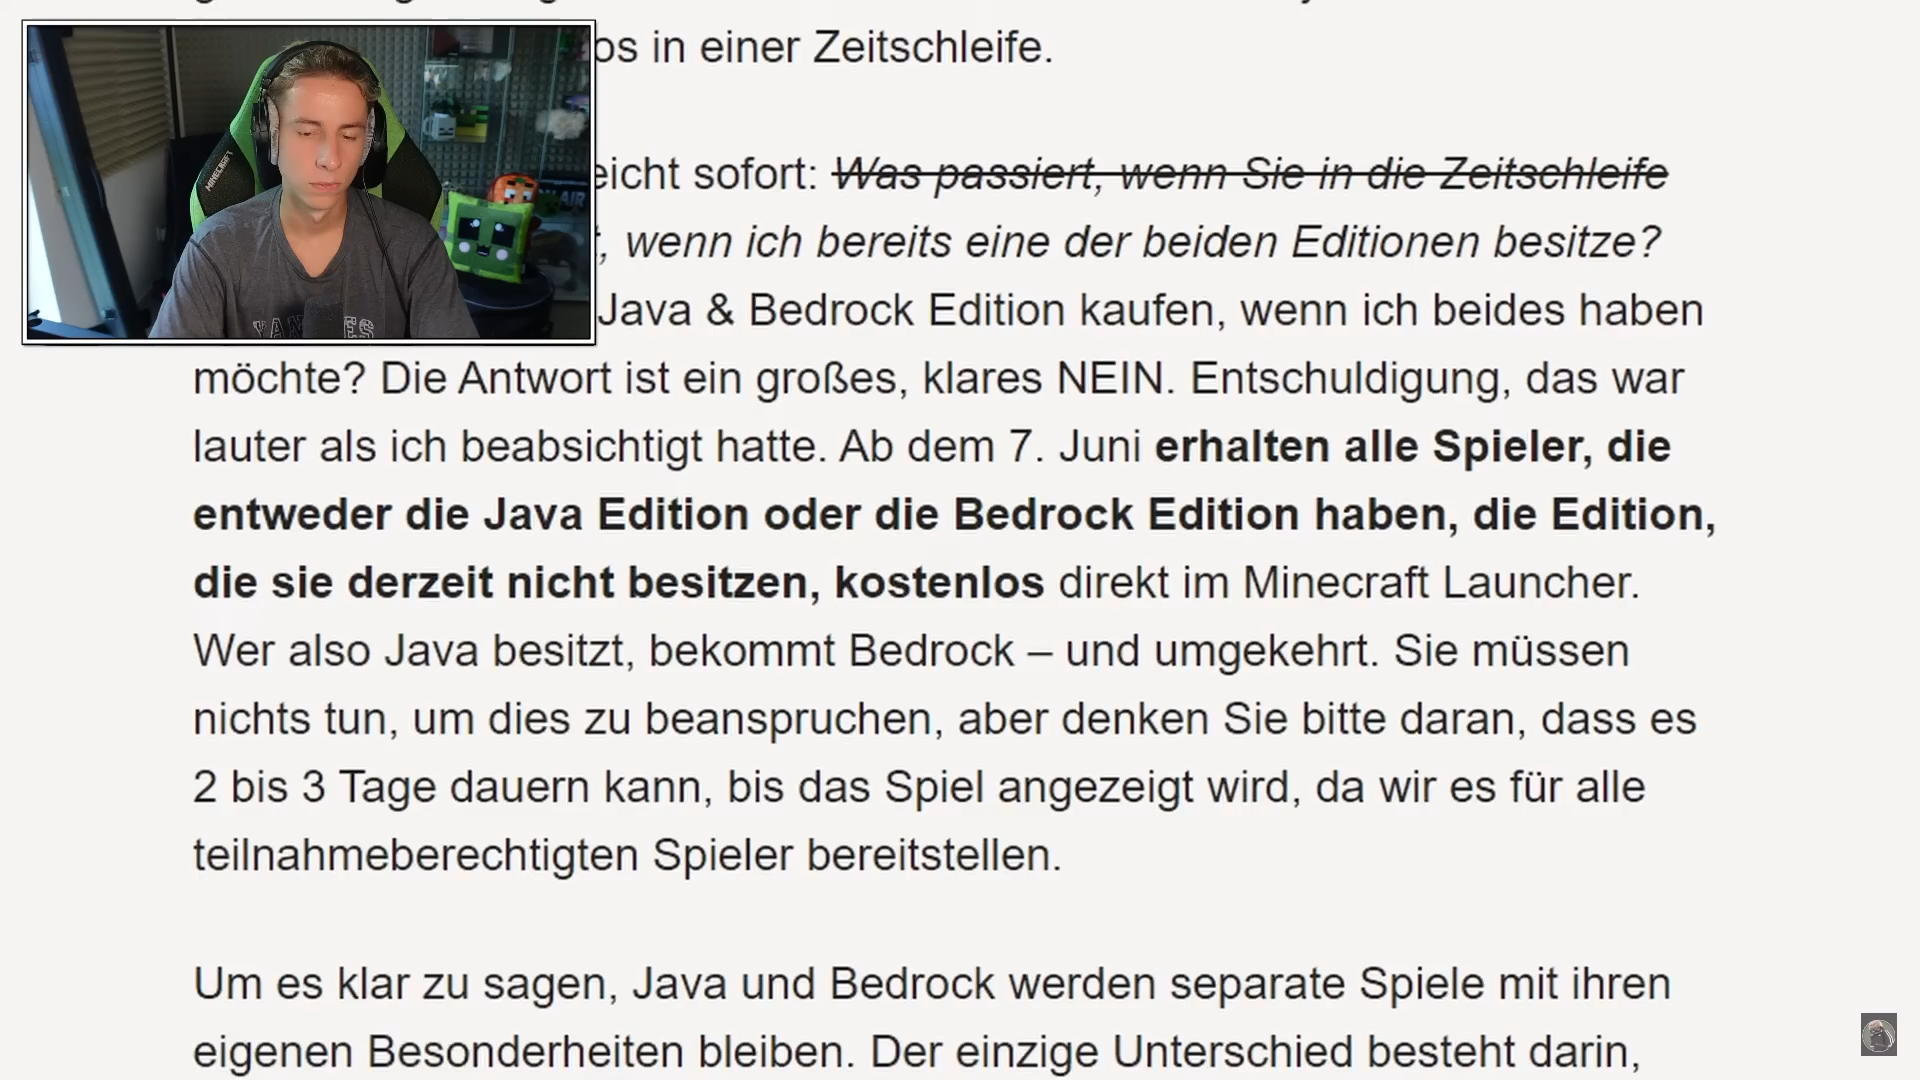 os in einer Zeitschleife.
eicht sofort: Was passiert, wenn Sie in die Zeitschleife
, wenn ich bereits eine der beiden Editionen besitze?
Java & Bedrock Edition kaufen, wenn ich beides haben
möchte? Die Antwort ist ein großes, klares NEIN. Entschuldigung, das war
lauter als ich beabsichtigt hatte. Ab dem 7. Juni erhalten alle Spieler, die
entweder die Java Edition oder die Bedrock Edition haben, die Edition,
die sie derzeit nicht besitzen, kostenlos direkt im Minecraft Launcher.
Wer also Java besitzt, bekommt Bedrock – und umgekehrt. Sie müssen
nichts tun, um dies zu beanspruchen, aber denken Sie bitte daran, dass es
2 bis 3 Tage dauern kann, bis das Spiel angezeigt wird, da wir es für alle
teilnahmeberechtigten Spieler bereitstellen.
Um es klar zu sagen, Java und Bedrock werden separate Spiele mit ihren
eigenen Besonderheiten bleiben. Der einzige Unterschied besteht darin,
MINECRAFT
AIR